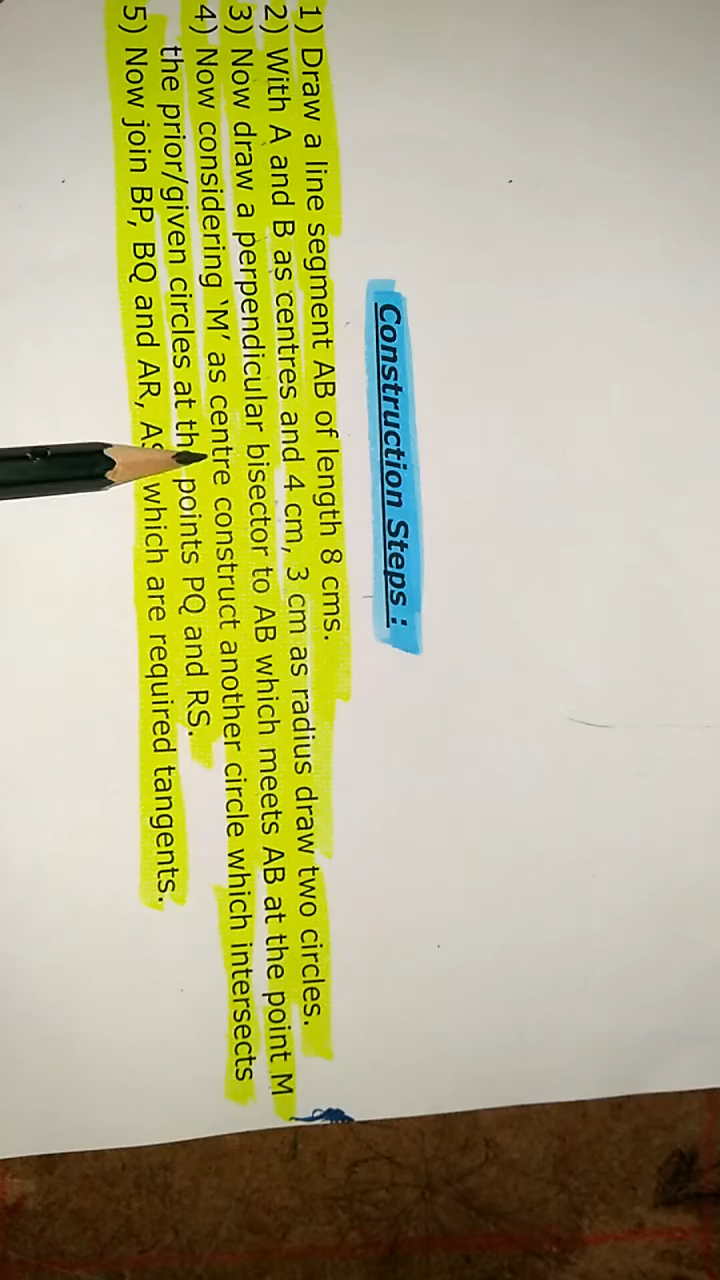 Construction Steps :
1) Draw a line segment AB of length 8 cms.
2) With A and B as centres and 4 cm, 3 cm as radius draw two circles.
3) Now draw a perpendicular bisector to AB which meets AB at the point M
4) Now considering ‘M’ as centre construct another circle which intersects
the prior/given circles at points PQ and RS.
5) Now join BP, BQ and AR, which are required tangents.